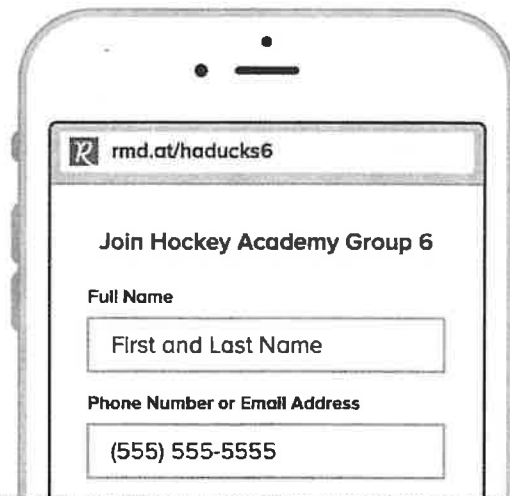 R rmd.at/haducks6
Join Hockey Academy Group 6
Full Name
First and Last Name
Phone Number or Email Address
(555) 555-5555